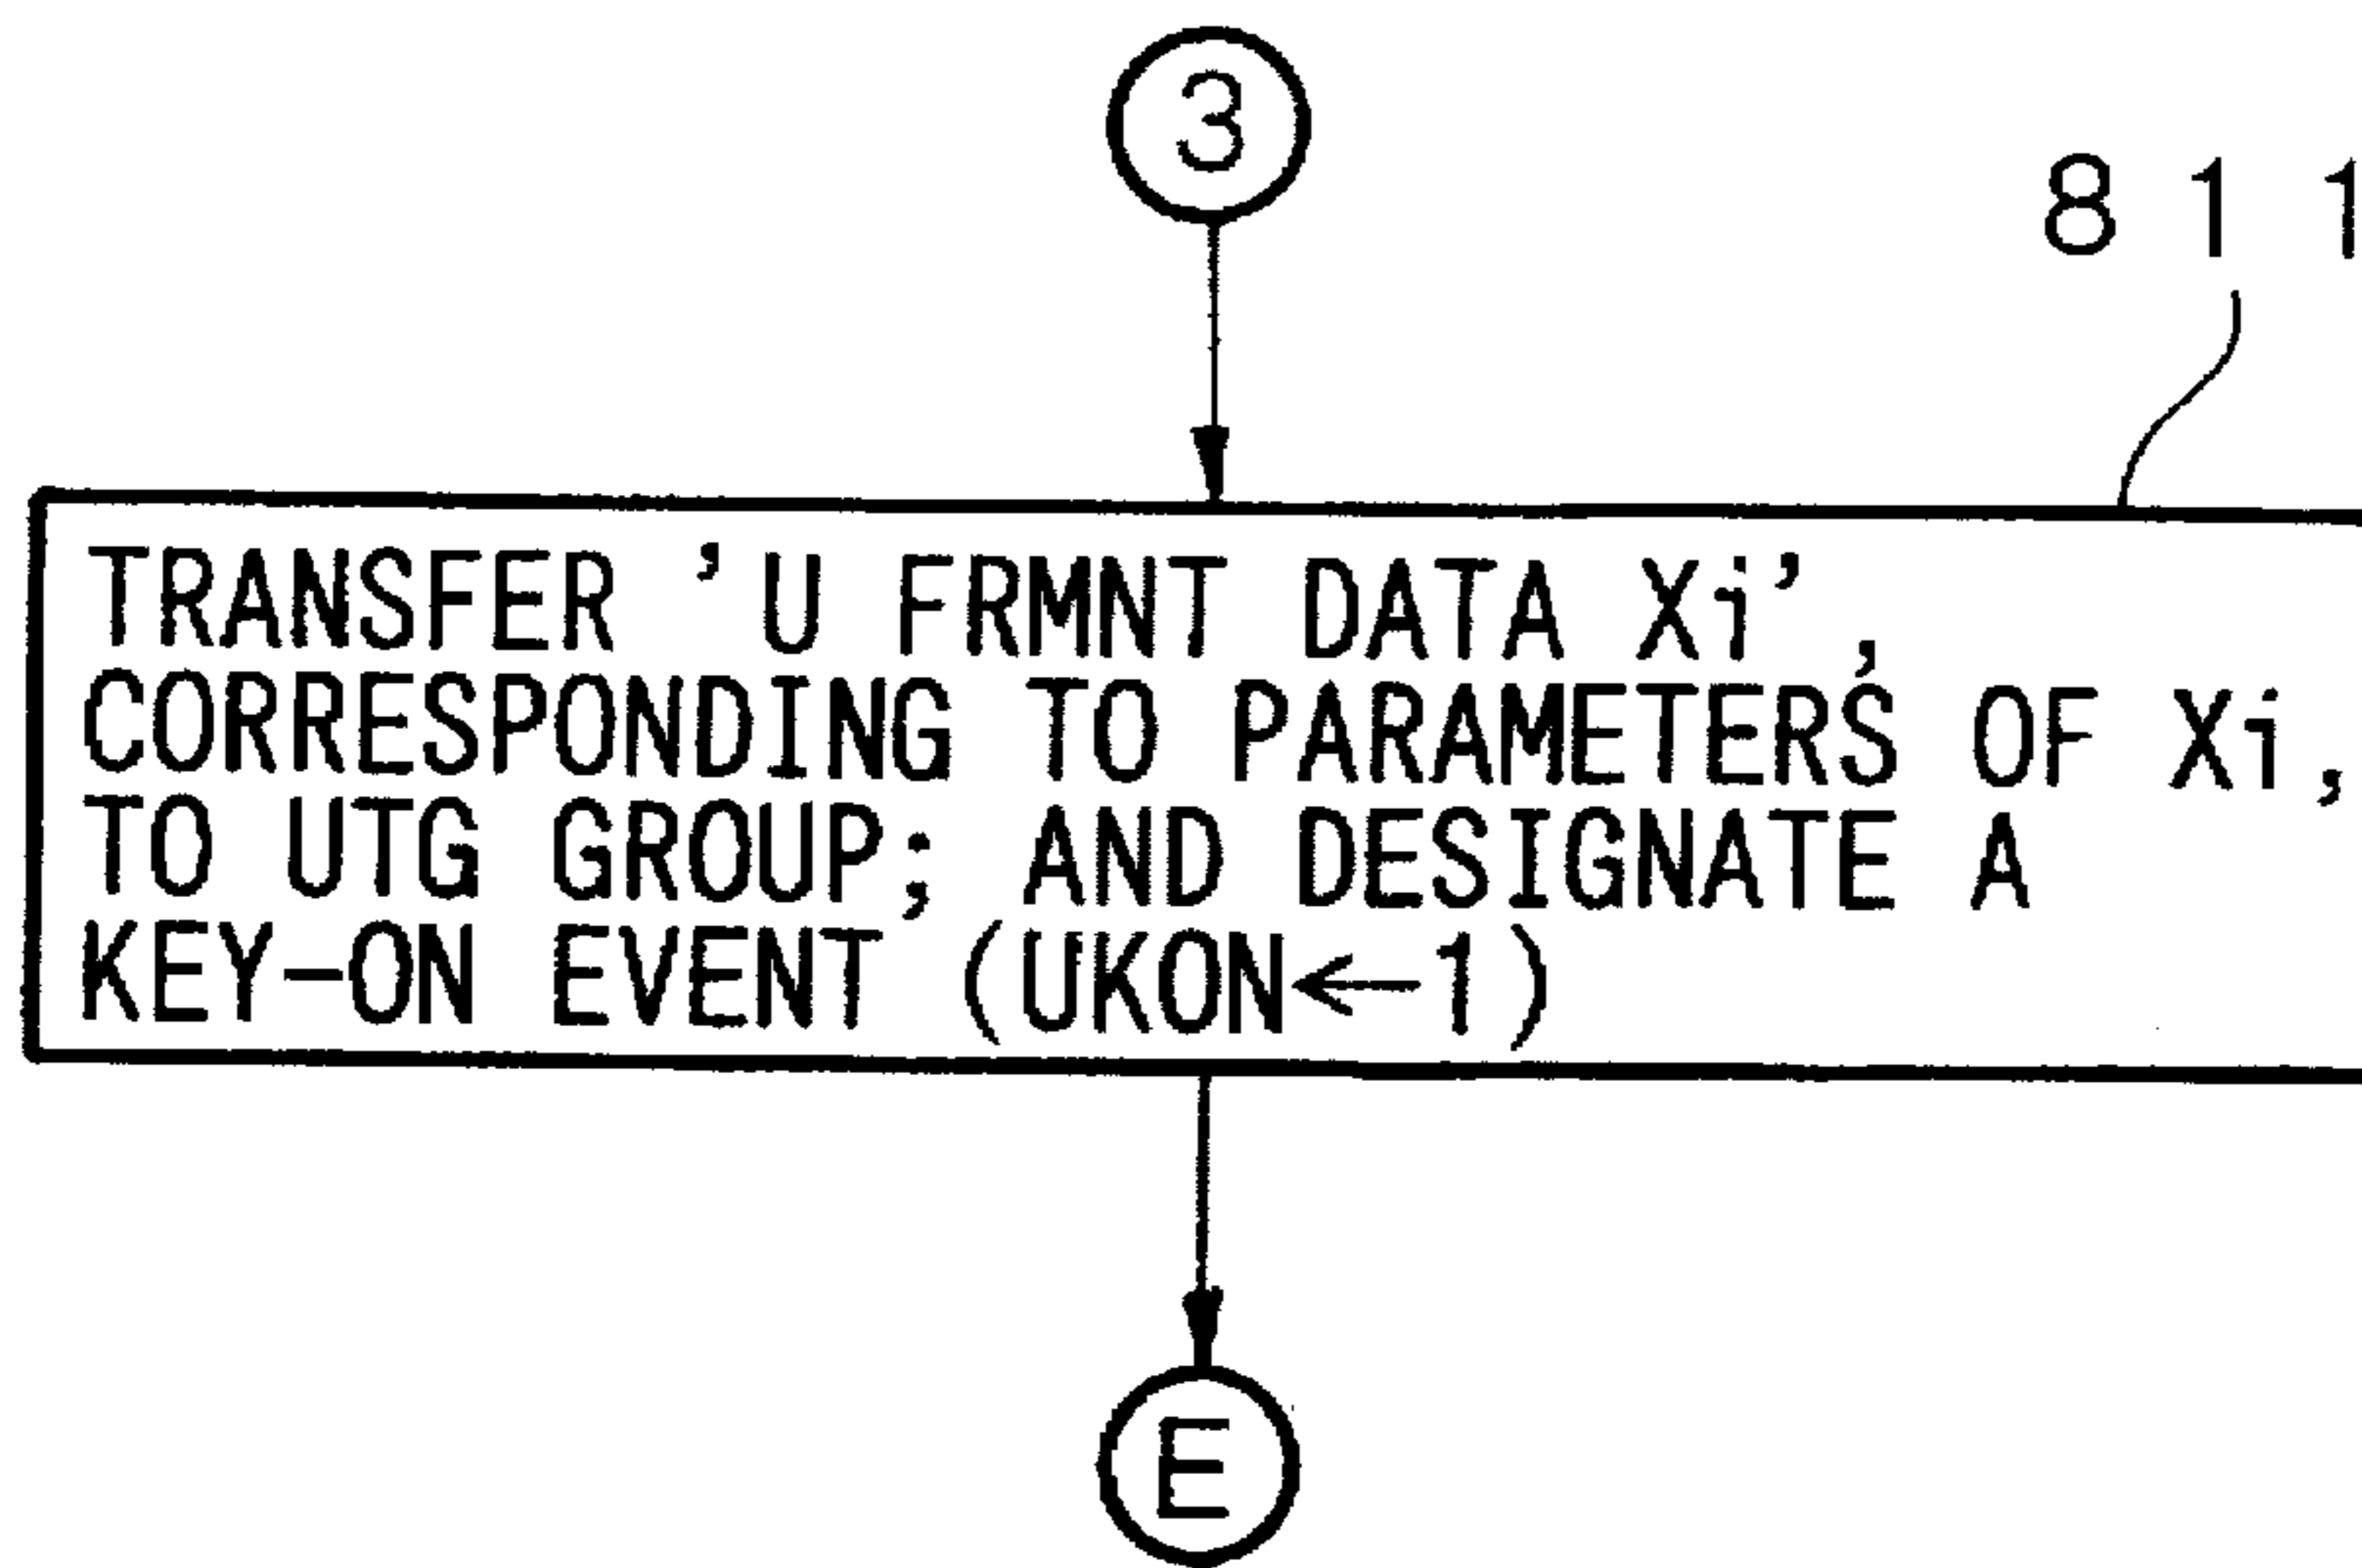 3
811
TRANSFER 'U FRMNT DATA Xi',
CORRESPONDING TO PARAMETERS OF Xi,
TO UTG GROUP; AND DESIGNATE A
KEY-ON EVENT (UKON←1)
E